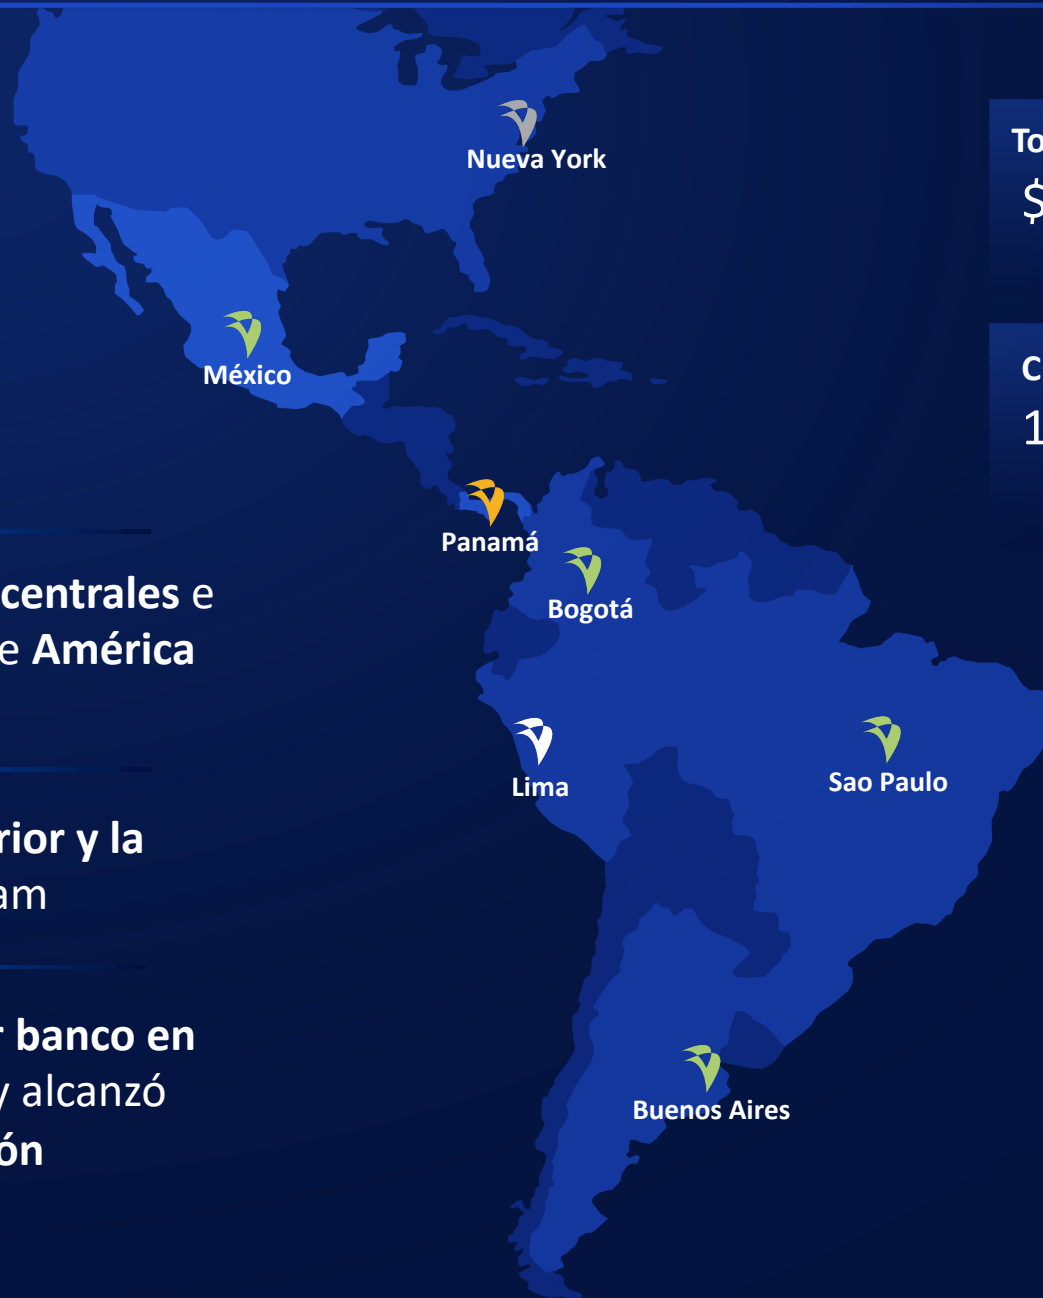 Nueva York
México
Panamá
Bogotá
Lima
Sao Paulo
Buenos Aires
centrales e
e América
rior y la
am
r banco en
y alcanzó
ón
To
$
C
1